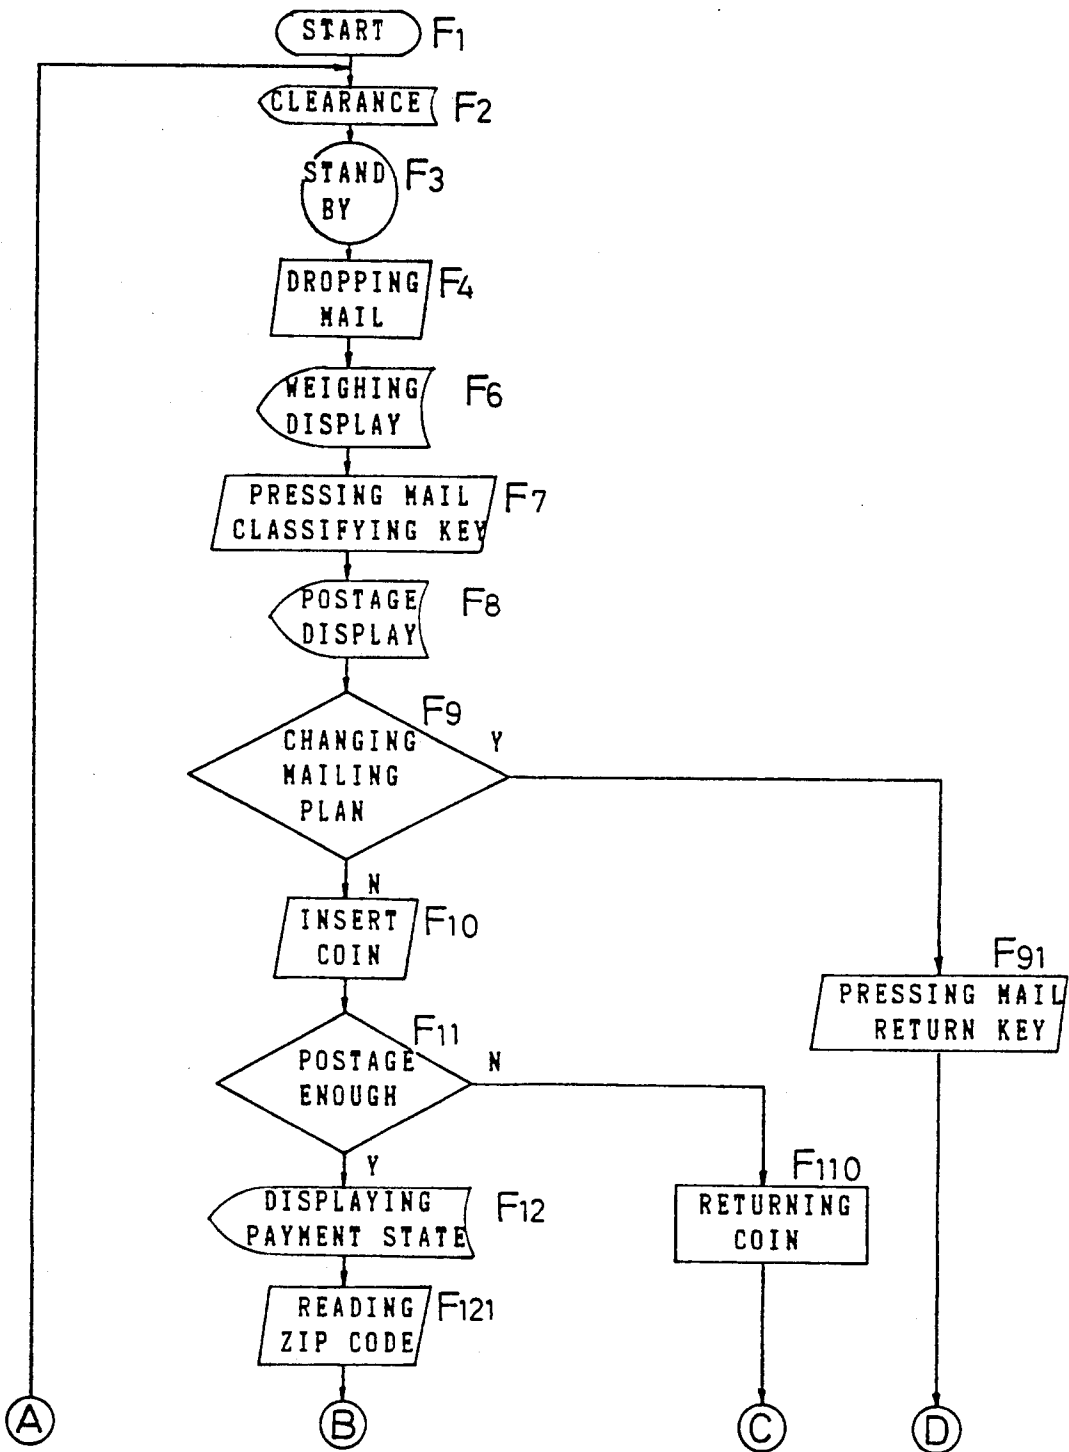 START F1
CLEARANCE F2
STAND F3
BY
DROPPING F4
MAIL
WEIGHING F6
DISPLAY
PRESSING MAIL F7
CLASSIFYING KEY
POSTAGE F8
DISPLAY
F9
CHANGING Y
MAILING
PLAN
N
INSERT F10
COIN
F91
PRESSING MAIL
RETURN KEY
F11
POSTAGE N
ENOUGH
Y
F110
DISPLAYING F12
PAYMENT STATE
RETURNING
COIN
READING F121
ZIP CODE
A B C D